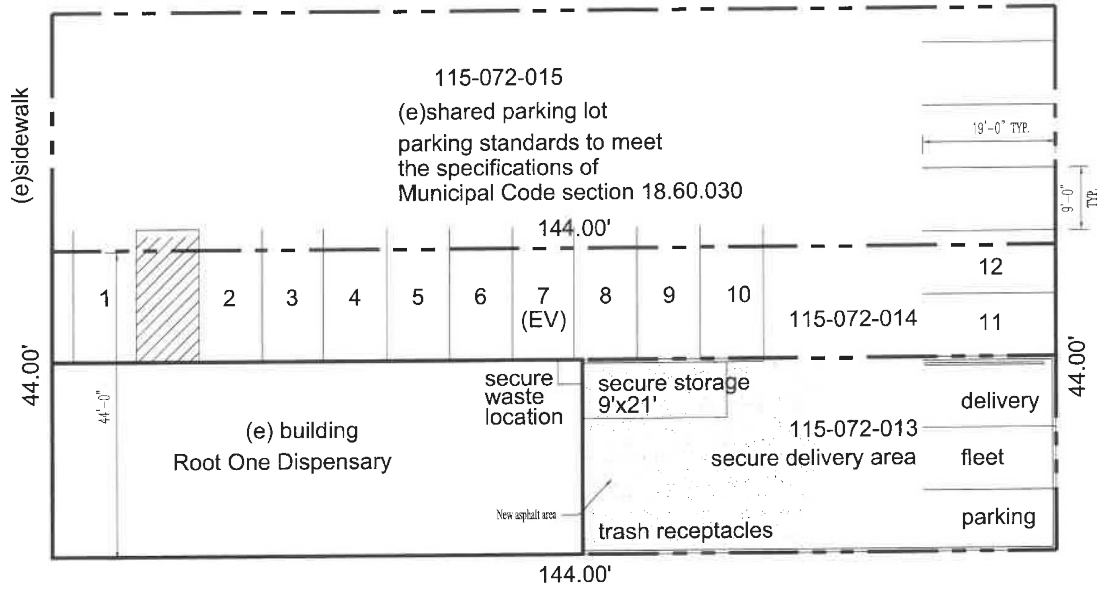 115-072-015
(e)shared parking lot
parking standards to meet
the specifications of
Municipal Code section 18.60.030
144.00'
(e)sidewalk
19'-0" TYP.
9'-0"
TYP.
1
2
3
4
5
6
7
(EV)
8
9
10
12
11
115-072-014
44.00'
44'-0"
44.00'
(e) building
Root One Dispensary
secure
waste
location
secure storage
9'x21'
115-072-013
secure delivery area
delivery
fleet
parking
New asphalt area
trash receptacles
144.00'